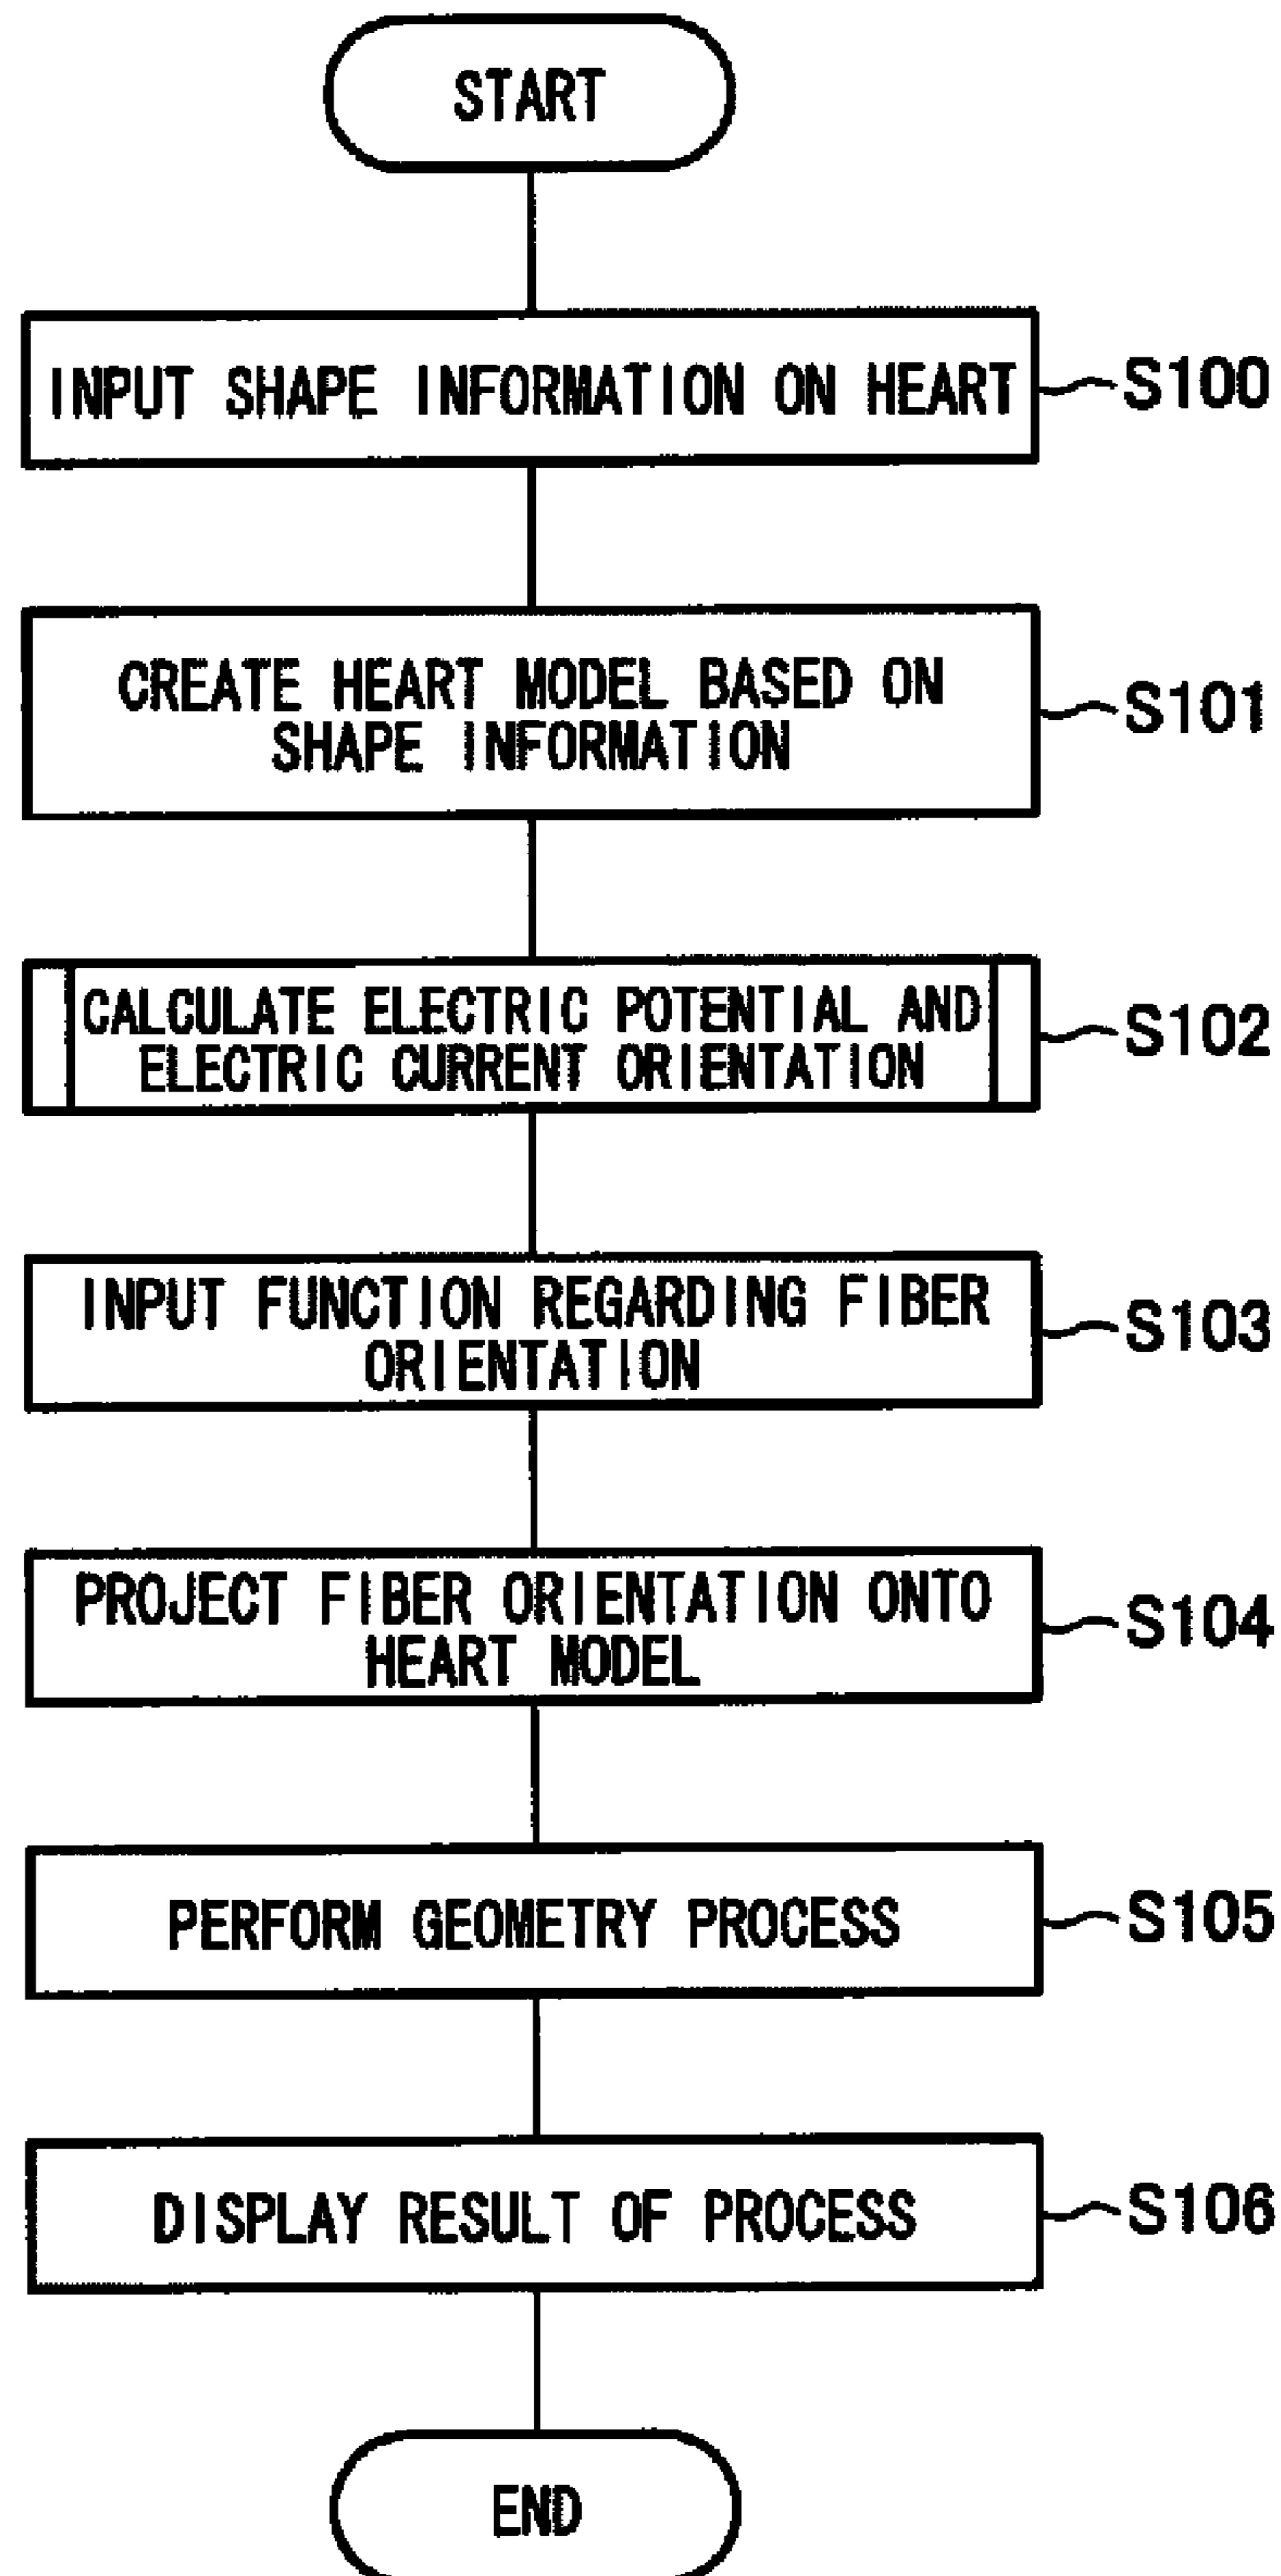 START
INPUT SHAPE INFORMATION ON HEART
S100
CREATE HEART MODEL BASED ON
SHAPE INFORMATION
S101
CALCULATE ELECTRIC POTENTIAL AND
ELECTRIC CURRENT ORIENTATION
S102
INPUT FUNCTION REGARDING FIBER
ORIENTATION
S103
PROJECT FIBER ORIENTATION ONTO
HEART MODEL
S104
PERFORM GEOMETRY PROCESS
S105
DISPLAY RESULT OF PROCESS
S106
END